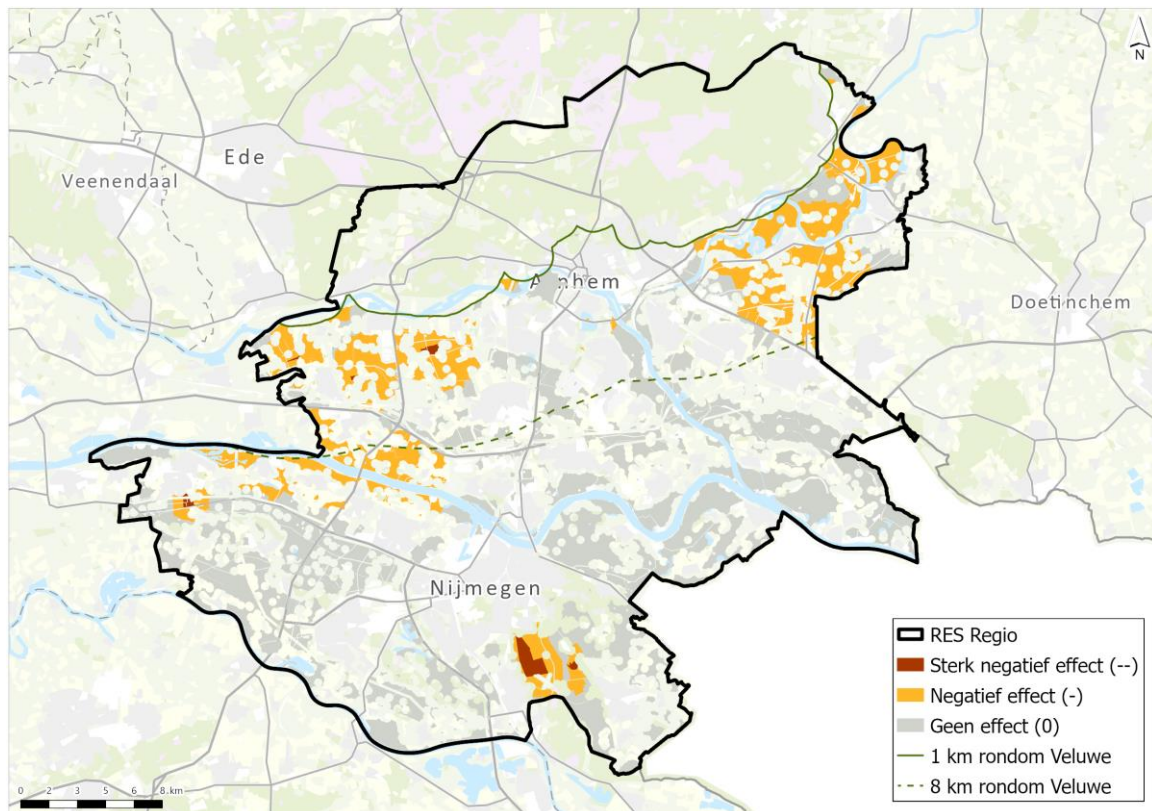 N
Ede
Veenendaal
Arnhem
Doetinchem
Nijmegen
RES Regio
Sterk negatief effect (--)
Negatief effect (-)
Geen effect (0)
1 km rondom Veluwe
8 km rondom Veluwe
0 2 3 5 6 8 km